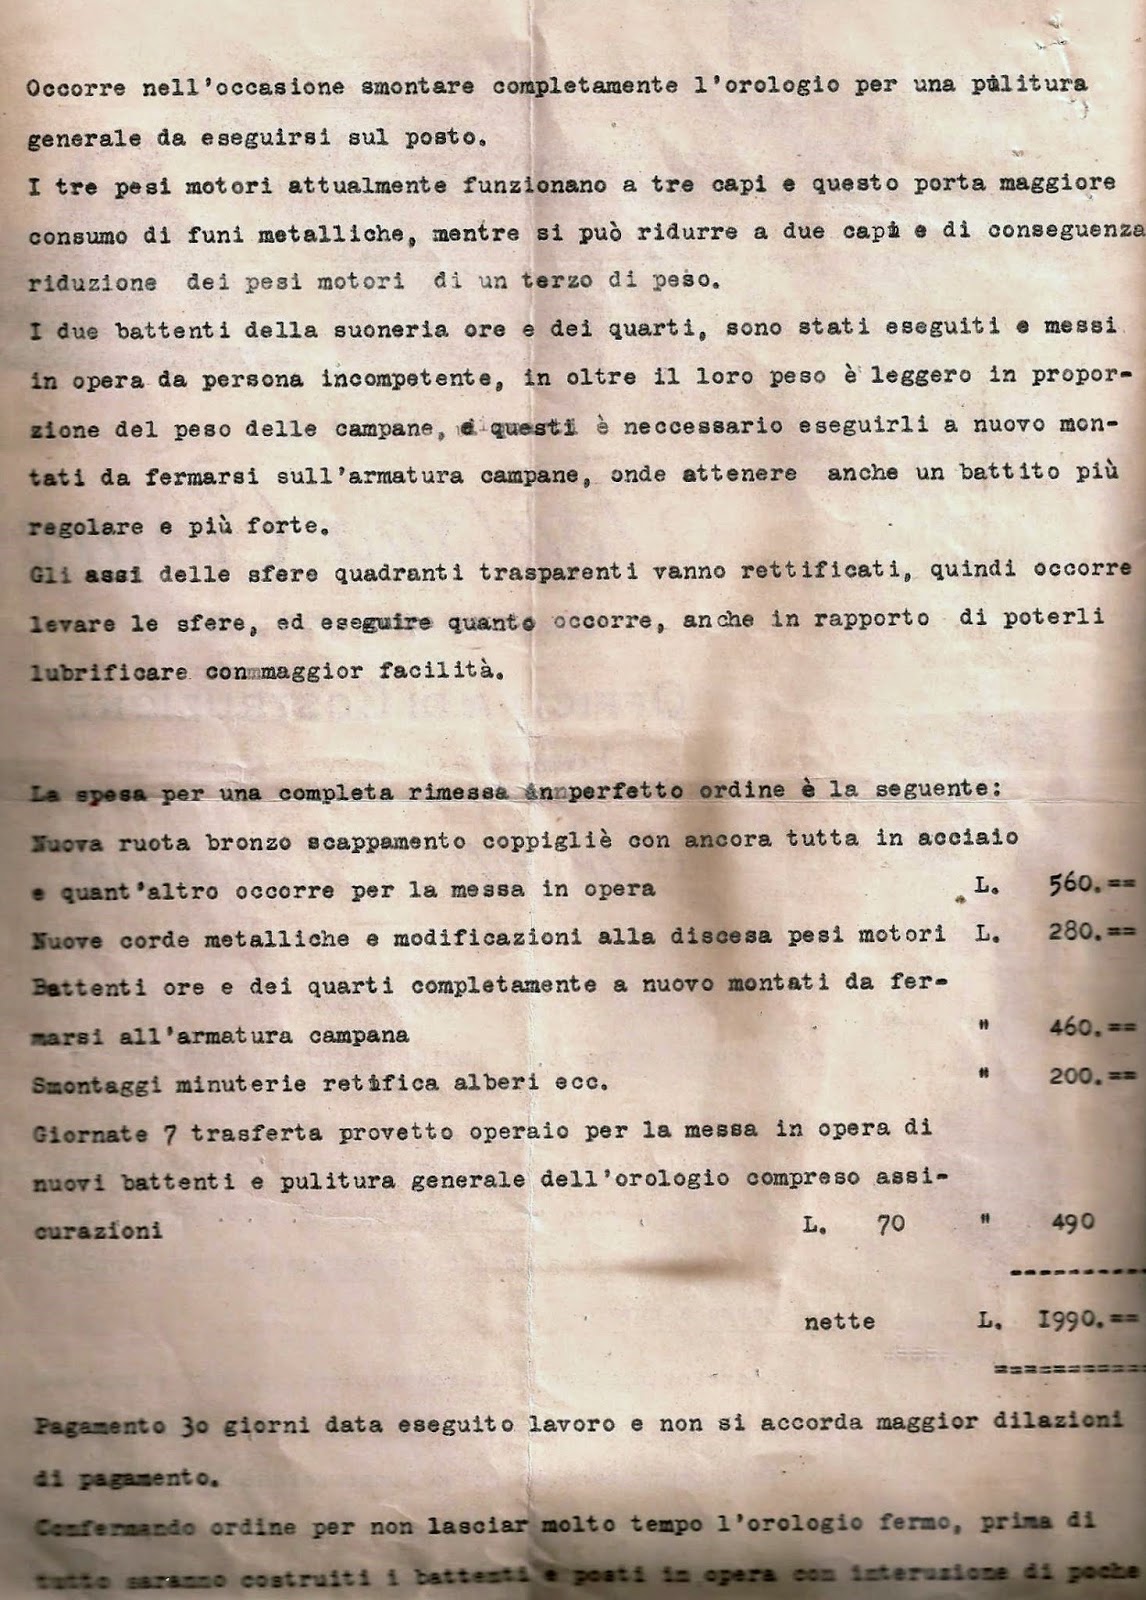 Occorre nell'occasione smontare completamente l'orologio per una pulitura
generale da eseguirsi sul posto.
I tre pesi motori attualmente funzionano a tre capi e questo porta maggiore
consumo di funi metalliche, mentre si può ridurre a due capi e di conseguenza
riduzione dei pesi motori di un terzo di peso.
I due battenti della suoneria ore e dei quarti, sono stati eseguiti e messi
in opera da persona incompetente, in oltre il loro peso è leggero in propor-
zione del peso delle campane, e questi è neccessario eseguirli a nuovo mon-
tati da fermarsi sull'armatura campane, onde attenere anche un battito più
regolare e più forte.
Gli assi delle sfere quadranti trasparenti vanno rettificati, quindi occorre
levare le sfere, ed eseguire quanto occorre, anche in rapporto di poterli
lubrificare conmmaggior facilità.
La spesa per una completa rimessa innperfetto ordine è la seguente:
Nuova ruota bronzo scappamento coppigliè con ancora tutta in acciaio
e quant'altro occorre per la messa in opera L. 560.==
Nuove corde metalliche e modificazioni alla discesa pesi motori L. 280.==
Battenti ore e dei quarti completamente a nuovo montati da fer-
marsi all'armatura campana " 460.==
Smontaggi minuterie retifica alberi ecc. " 200.==
Giornate 7 trasferta provetto operaio per la messa in opera di
nuovi battenti e pulitura generale dell'orologio compreso assi-
curazioni L. 70 " 490
----------
nette L. I990.==
===========
Pagamento 3o giorni data eseguito lavoro e non si accorda maggior dilazioni
di pagamento.
Confermando ordine per non lasciar molto tempo l'orologio fermo, prima di
tutto saranno costruiti i battenti e posti in opera con interuzione di poche